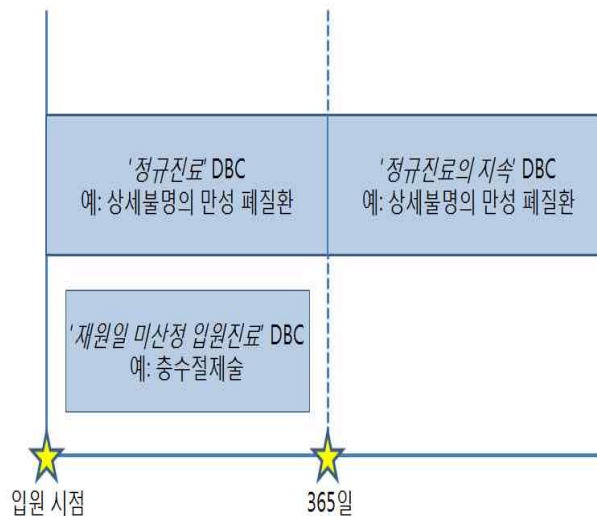 '정규진료' DBC
예: 상세불명의 만성 폐질환
'정규진료의 지속' DBC
예: 상세불명의 만성 폐질환
'재원일 미산정 입원진료' DBC
예: 충수절제술
입원 시점
365일